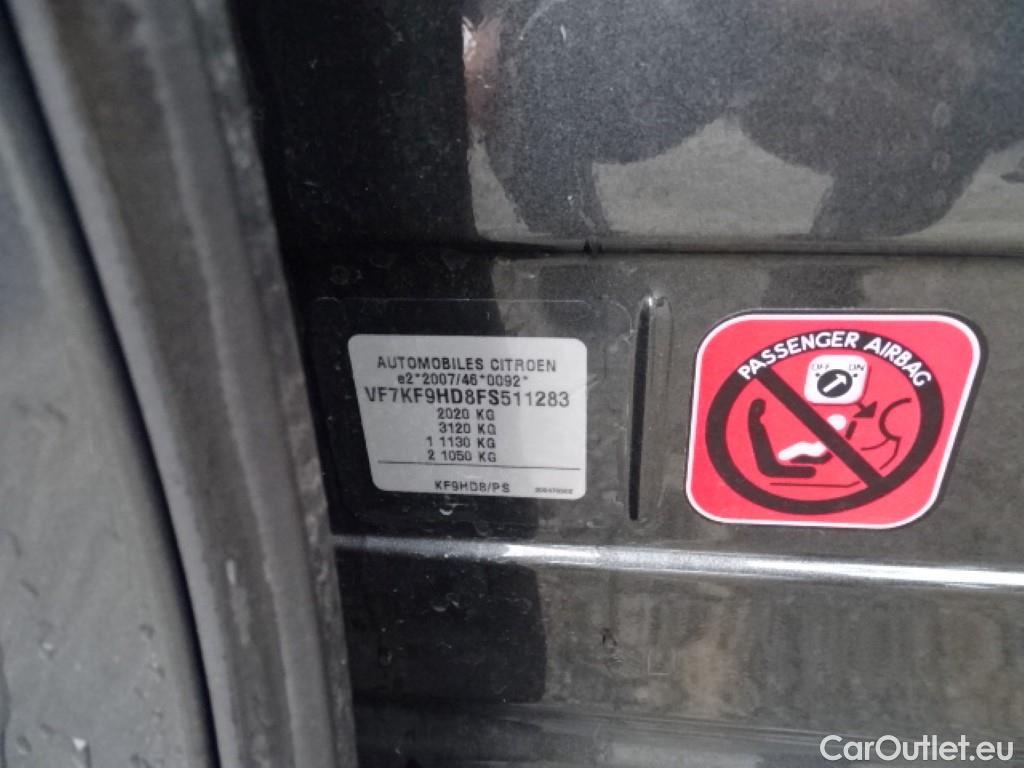 AUTOMOBILES CITROEN
e2*2007/46*0092*
VF7KF9HD8FS511283
2020 KG
3120 KG
1 1130 KG
2 1050 KG
KF9HD8/PS
PASSENGER AIRBAG
OFF ON
CarOutlet.eu